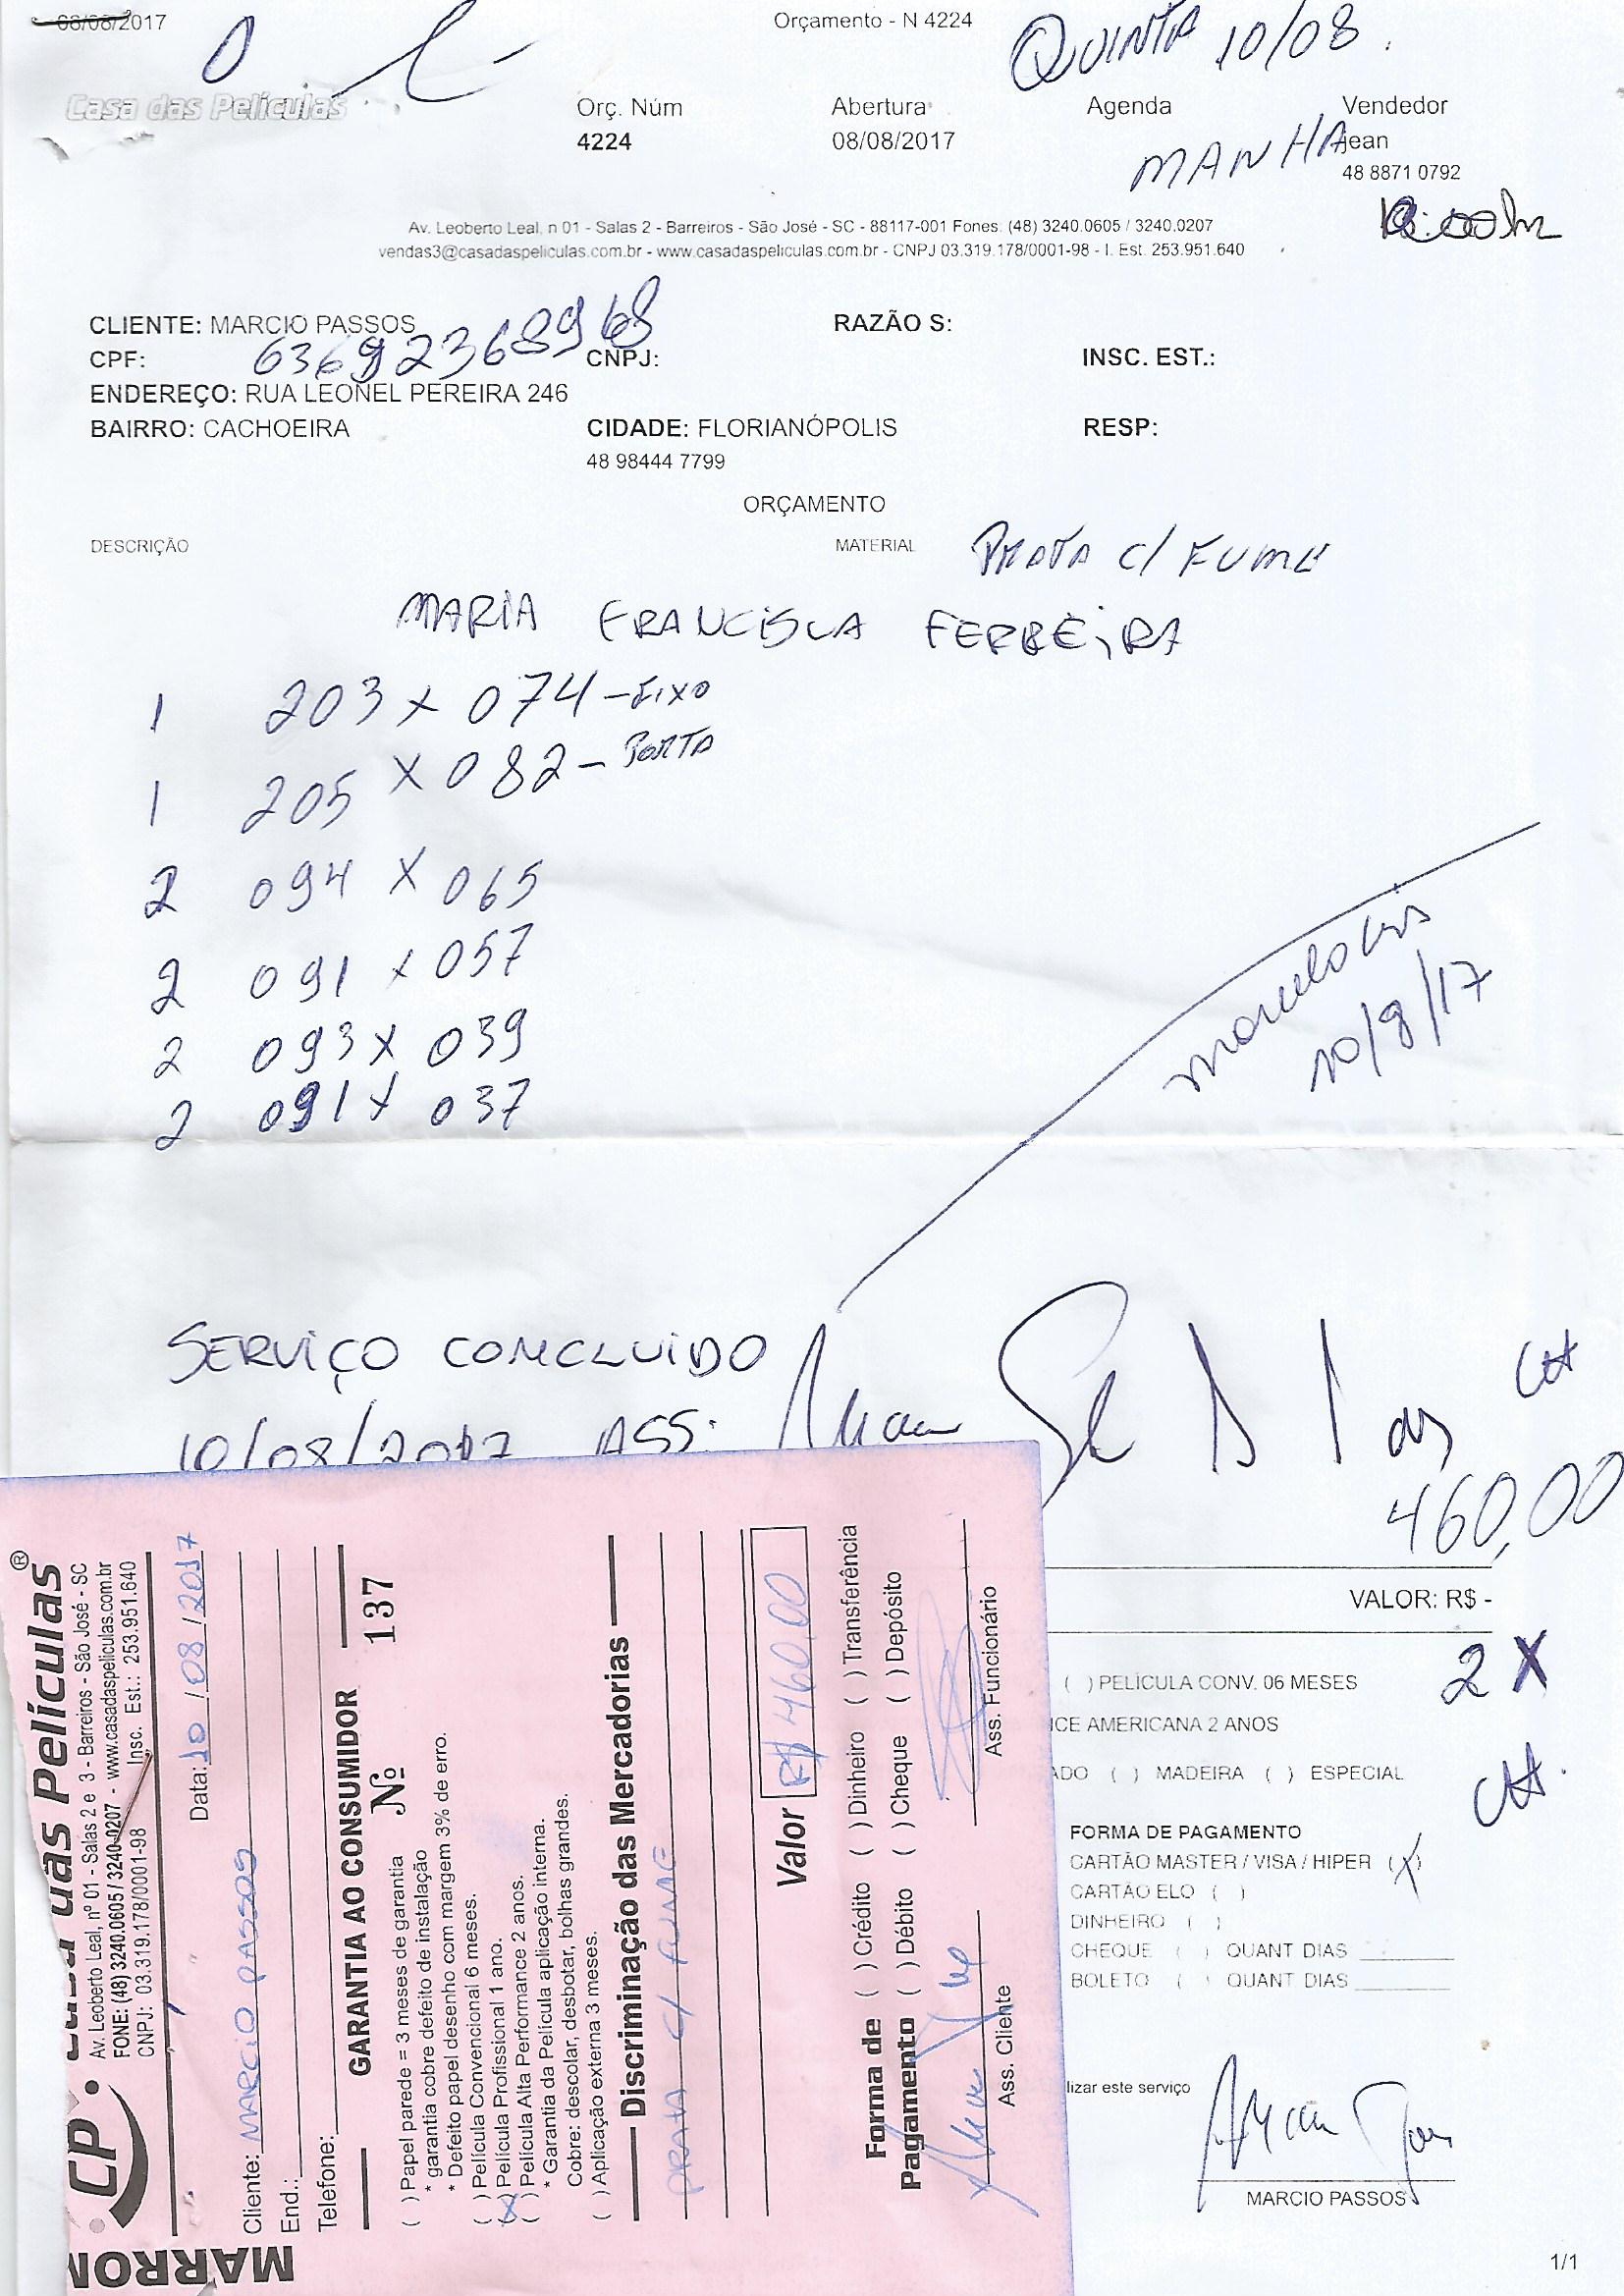 08/08/2017
Orçamento - N 4224
QUINTA 10/08.
Casa das Películas
Orç. Núm
Abertura
Agenda
Vendedor
4224
08/08/2017
MANHA
jean
48 8871 0792
Av. Leoberto Leal, n 01 - Salas 2 - Barreiros - São José - SC - 88117-001 Fones: (48) 3240.0605 / 3240.0207
vendas3@casadaspeliculas.com.br - www.casadaspeliculas.com.br - CNPJ 03.319.178/0001-98 - I. Est. 253.951.640
CLIENTE: MARCIO PASSOS
RAZÃO S:
CPF: 63692368968
CNPJ:
INSC. EST.:
ENDEREÇO: RUA LEONEL PEREIRA 246
BAIRRO: CACHOEIRA
CIDADE: FLORIANÓPOLIS
RESP:
48 98444 7799
ORÇAMENTO
DESCRIÇÃO
MATERIAL
PRATA C/ FUME
MARIA FRANCISCA FERREIRA
1 203 x 074 - FIXO
1 205 x 082 - PORTA
2 094 x 065
2 091 x 057
2 093 x 039
2 091 x 037
10/8/17
SERVIÇO CONCLUIDO
10/08/2017 ASS:
460,00
VALOR: R$ -
2 X
( ) PELÍCULA CONV. 06 MESES
ICE AMERICANA 2 ANOS
ADO ( ) MADEIRA ( ) ESPECIAL
FORMA DE PAGAMENTO
CARTÃO MASTER / VISA / HIPER (X)
CARTÃO ELO ( )
DINHEIRO ( )
CHEQUE ( ) QUANT DIAS
BOLETO ( ) QUANT DIAS
lizar este serviço
MARCIO PASSOS
1/1
MARRON
CP Casa das Películas®
Av. Leoberto Leal, nº 01 - Salas 2 e 3 - Barreiros - São José - SC
FONE: (48) 3240.0605 / 3240-0207 - www.casadaspeliculas.com.br
CNPJ: 03.319.178/0001-98 Insc. Est.: 253.951.640
Data: 10 / 08 / 2017
Cliente: MARCIO PASSOS
End.:
Telefone:
GARANTIA AO CONSUMIDOR
Nº 137
( ) Papel parede = 3 meses de garantia
* garantia cobre defeito de instalação
* Defeito papel desenho com margem 3% de erro.
( ) Película Convencional 6 meses.
(X) Película Profissional 1 ano.
( ) Película Alta Performance 2 anos.
* Garantia da Película aplicação interna.
Cobre: descolar, desbotar, bolhas grandes.
( ) Aplicação externa 3 meses.
Discriminação das Mercadorias
PRATA C/ FUME
Valor R$ 460,00
Forma de Pagamento
( ) Crédito ( ) Dinheiro ( ) Transferência
( ) Débito ( ) Cheque ( ) Depósito
Ass. Cliente
Ass. Funcionário